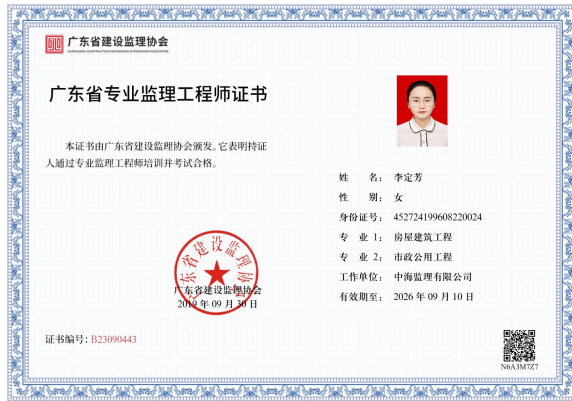 广东省建设监理协会
GUANGDONG CONSTRUCTION ENGINEERING SUPERVISION ASSOCIATION
广东省专业监理工程师证书
本证书由广东省建设监理协会颁发。它表明持证
人通过专业监理工程师培训并考试合格。
姓 名： 李定芳
性 别： 女
身份证号： 452724199608220024
专 业 1： 房屋建筑工程
专 业 2： 市政公用工程
工作单位： 中海监理有限公司
有效期至： 2026 年 09 月 10 日
广东省建设监理协会
广东省建设监理协会
2019 年 09 月 30 日
证书编号：B23090443
N6A3M7Z7